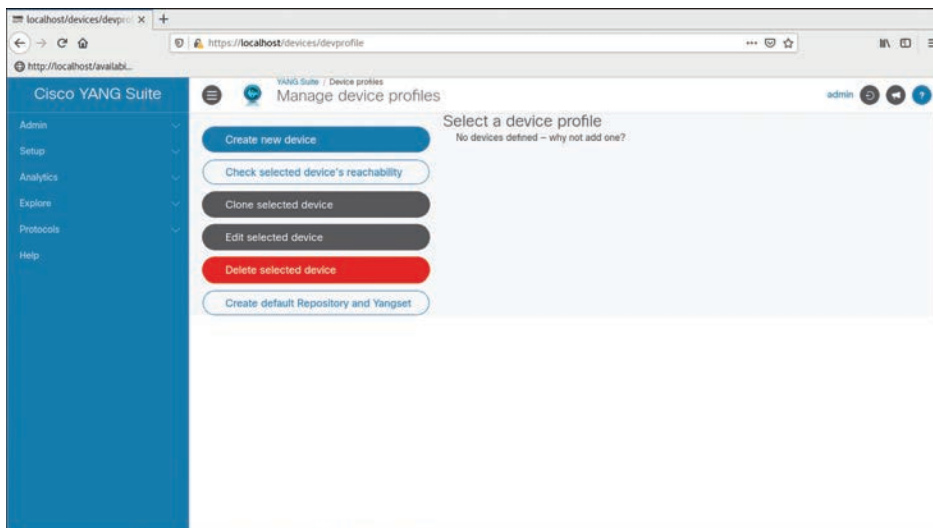 localhost/devices/devpro
https://localhost/devices/devprofile
http://localhost/availabl...
Cisco YANG Suite
YANG Suite / Device profiles
Manage device profiles
admin
Admin
Setup
Analytics
Explore
Protocols
Help
Create new device
Check selected device's reachability
Clone selected device
Edit selected device
Delete selected device
Create default Repository and Yangset
Select a device profile
No devices defined – why not add one?